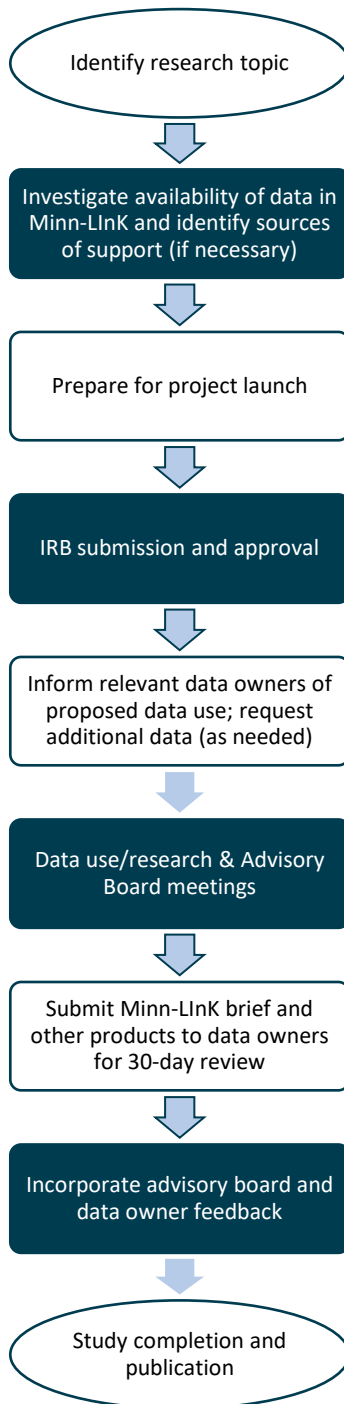 Identify research topic
Investigate availability of data in
Minn-LInK and identify sources
of support (if necessary)
Prepare for project launch
IRB submission and approval
Inform relevant data owners of
proposed data use; request
additional data (as needed)
Data use/research & Advisory
Board meetings
Submit Minn-LInK brief and
other products to data owners
for 30-day review
Incorporate advisory board and
data owner feedback
Study completion and
publication